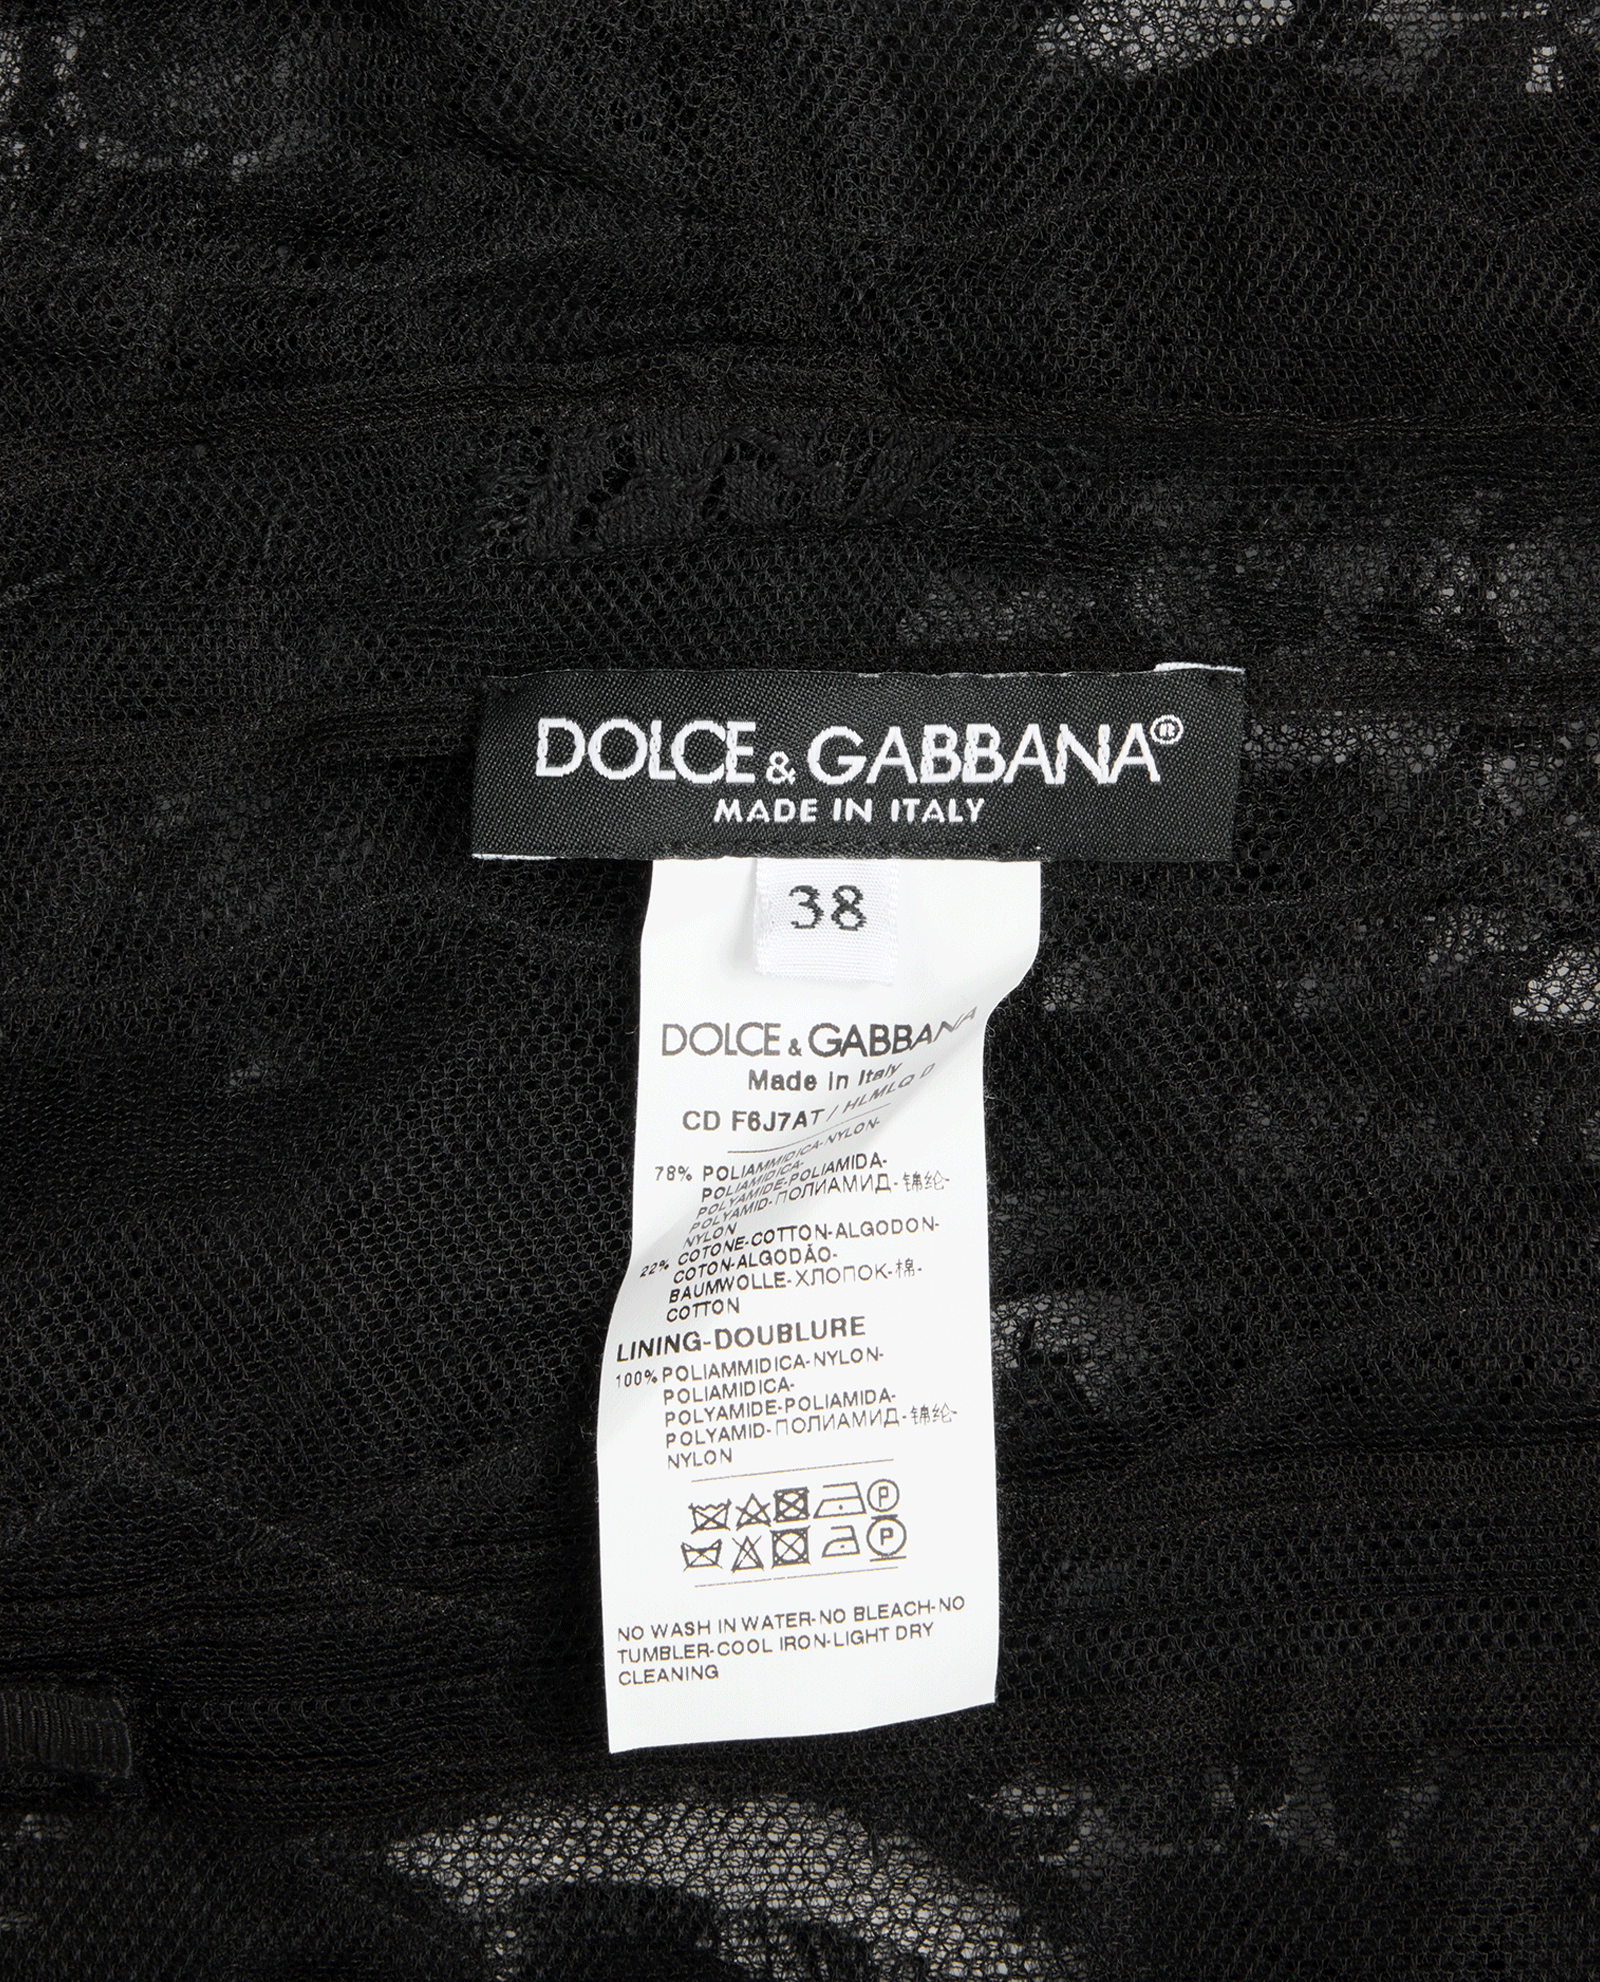 DOLCE & GABBANA®
MADE IN ITALY
38
DOLCE & GABBANA
Made in Italy
CD F6J7AT / HLMLQ D
78% POLIAMMIDICA-NYLON-
POLIAMIDICA-
POLYAMIDE-POLIAMIDA-
POLYAMID-ПОЛИАМИД-锦纶-
NYLON
22% COTONE-COTTON-ALGODON-
COTON-ALGODÃO-
BAUMWOLLE-ХЛОПОК-棉-
COTTON
LINING-DOUBLURE
100% POLIAMMIDICA-NYLON-
POLIAMIDICA-
POLYAMIDE-POLIAMIDA-
POLYAMID-ПОЛИАМИД-锦纶-
NYLON
P
P
NO WASH IN WATER-NO BLEACH-NO
TUMBLER-COOL IRON-LIGHT DRY
CLEANING